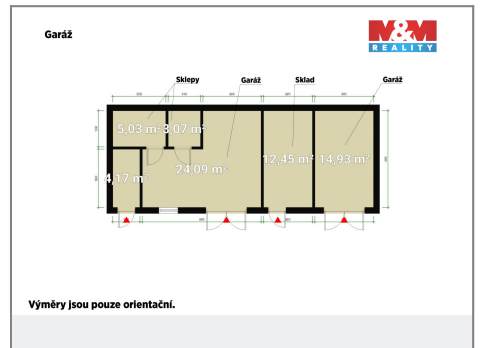 Garáž
M&M
REALITY
Sklepy
Garáž
Sklad
Garáž
5,03 m²
3,07 m²
4,17 m²
24,09 m²
12,45 m²
14,93 m²
Výměry jsou pouze orientační.